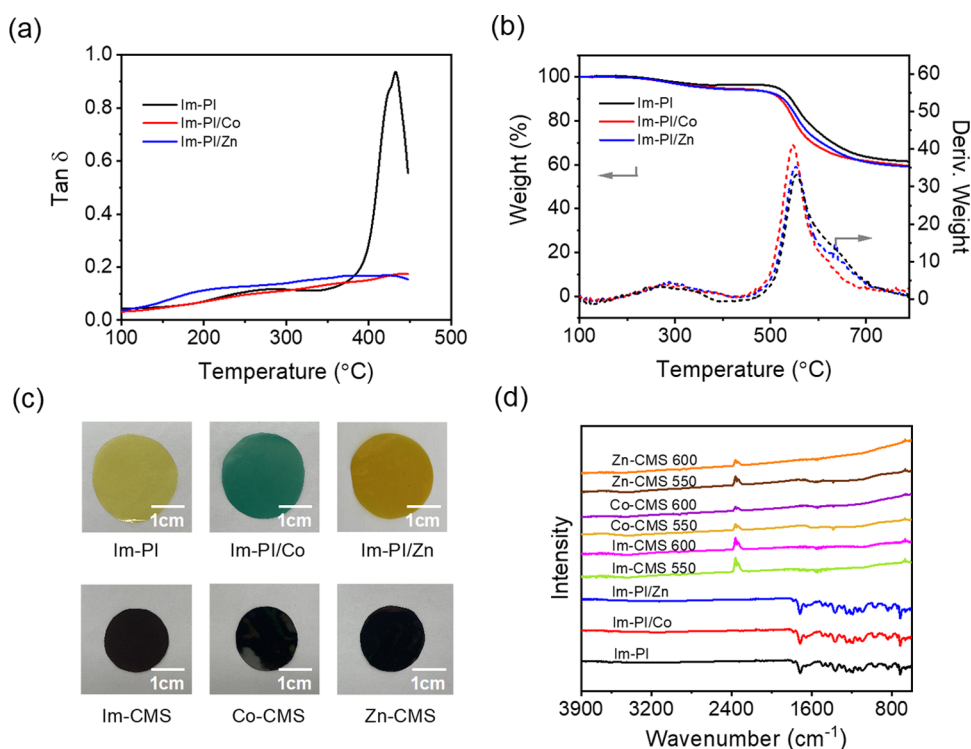 (a)
Tan δ
1.0
0.8
0.6
0.4
0.2
0.0
Im-PI
Im-PI/Co
Im-PI/Zn
100 200 300 400 500
Temperature (°C)
(b)
Weight (%)
100
80
60
40
20
0
Im-PI
Im-PI/Co
Im-PI/Zn
60
50
40
30
20
10
0
Deriv. Weight
100 300 500 700
Temperature (°C)
(c)
1cm 1cm 1cm
Im-PI Im-PI/Co Im-PI/Zn
1cm 1cm 1cm
Im-CMS Co-CMS Zn-CMS
(d)
Intensity
Zn-CMS 600
Zn-CMS 550
Co-CMS 600
Co-CMS 550
Im-CMS 600
Im-CMS 550
Im-PI/Zn
Im-PI/Co
Im-PI
3900 3200 2400 1600 800
Wavenumber (cm⁻¹)